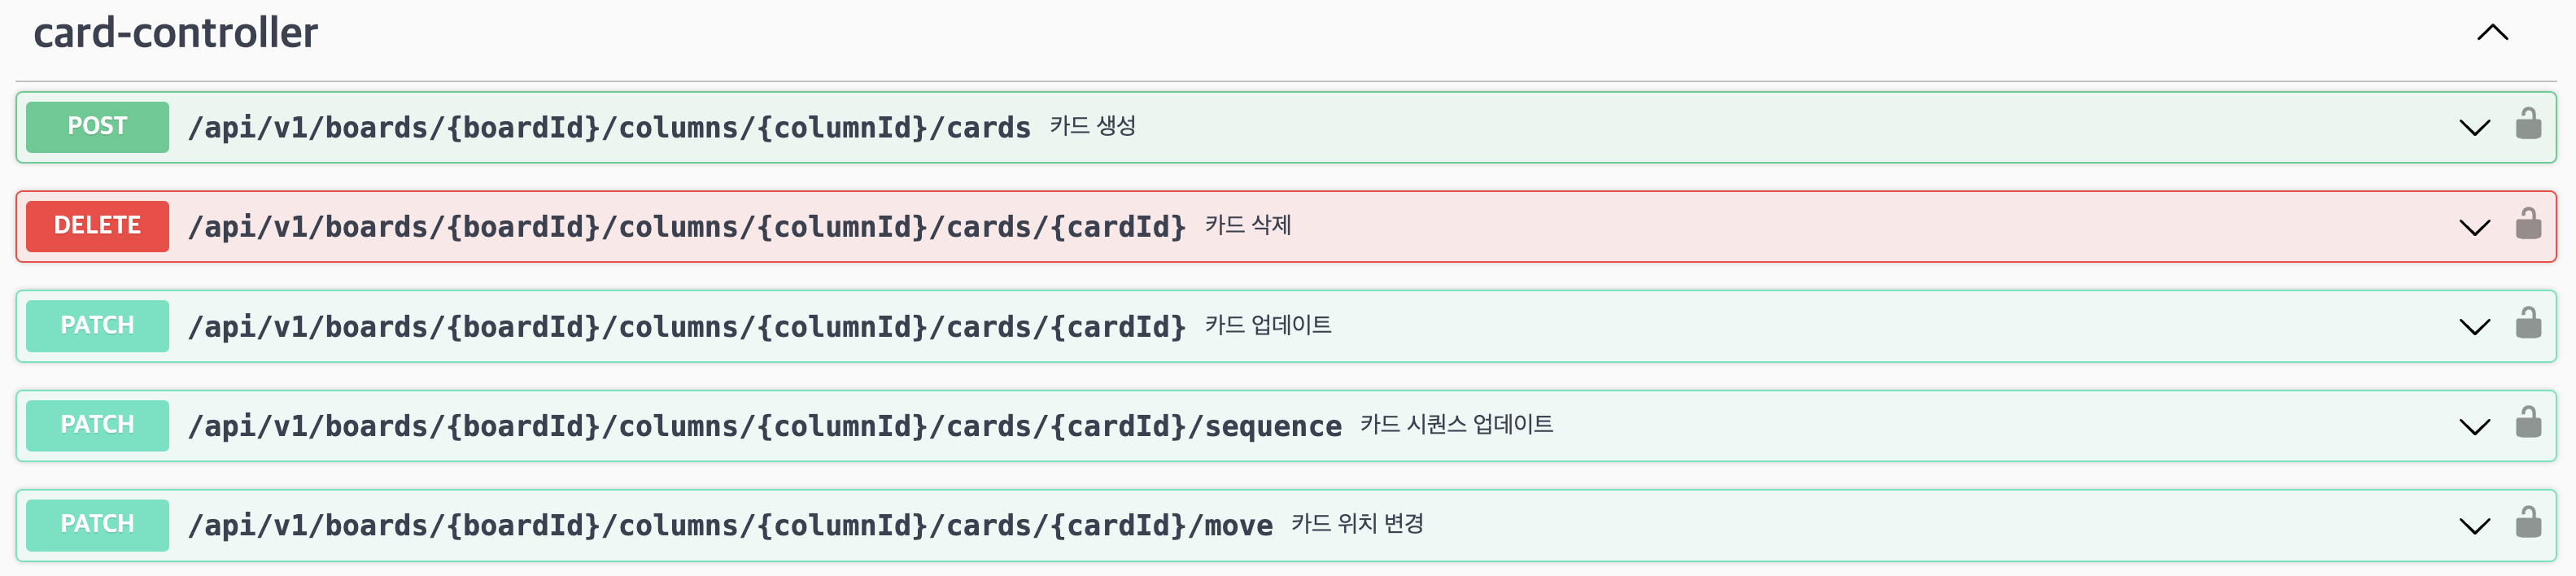 card-controller
POST /api/v1/boards/{boardId}/columns/{columnId}/cards 카드 생성
DELETE /api/v1/boards/{boardId}/columns/{columnId}/cards/{cardId} 카드 삭제
PATCH /api/v1/boards/{boardId}/columns/{columnId}/cards/{cardId} 카드 업데이트
PATCH /api/v1/boards/{boardId}/columns/{columnId}/cards/{cardId}/sequence 카드 시퀀스 업데이트
PATCH /api/v1/boards/{boardId}/columns/{columnId}/cards/{cardId}/move 카드 위치 변경